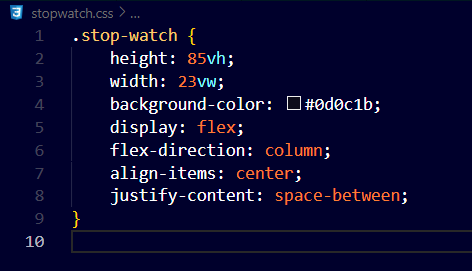 stopwatch.css > ...
1 .stop-watch {
2 height: 85vh;
3 width: 23vw;
4 background-color: #0d0c1b;
5 display: flex;
6 flex-direction: column;
7 align-items: center;
8 justify-content: space-between;
9 }
10